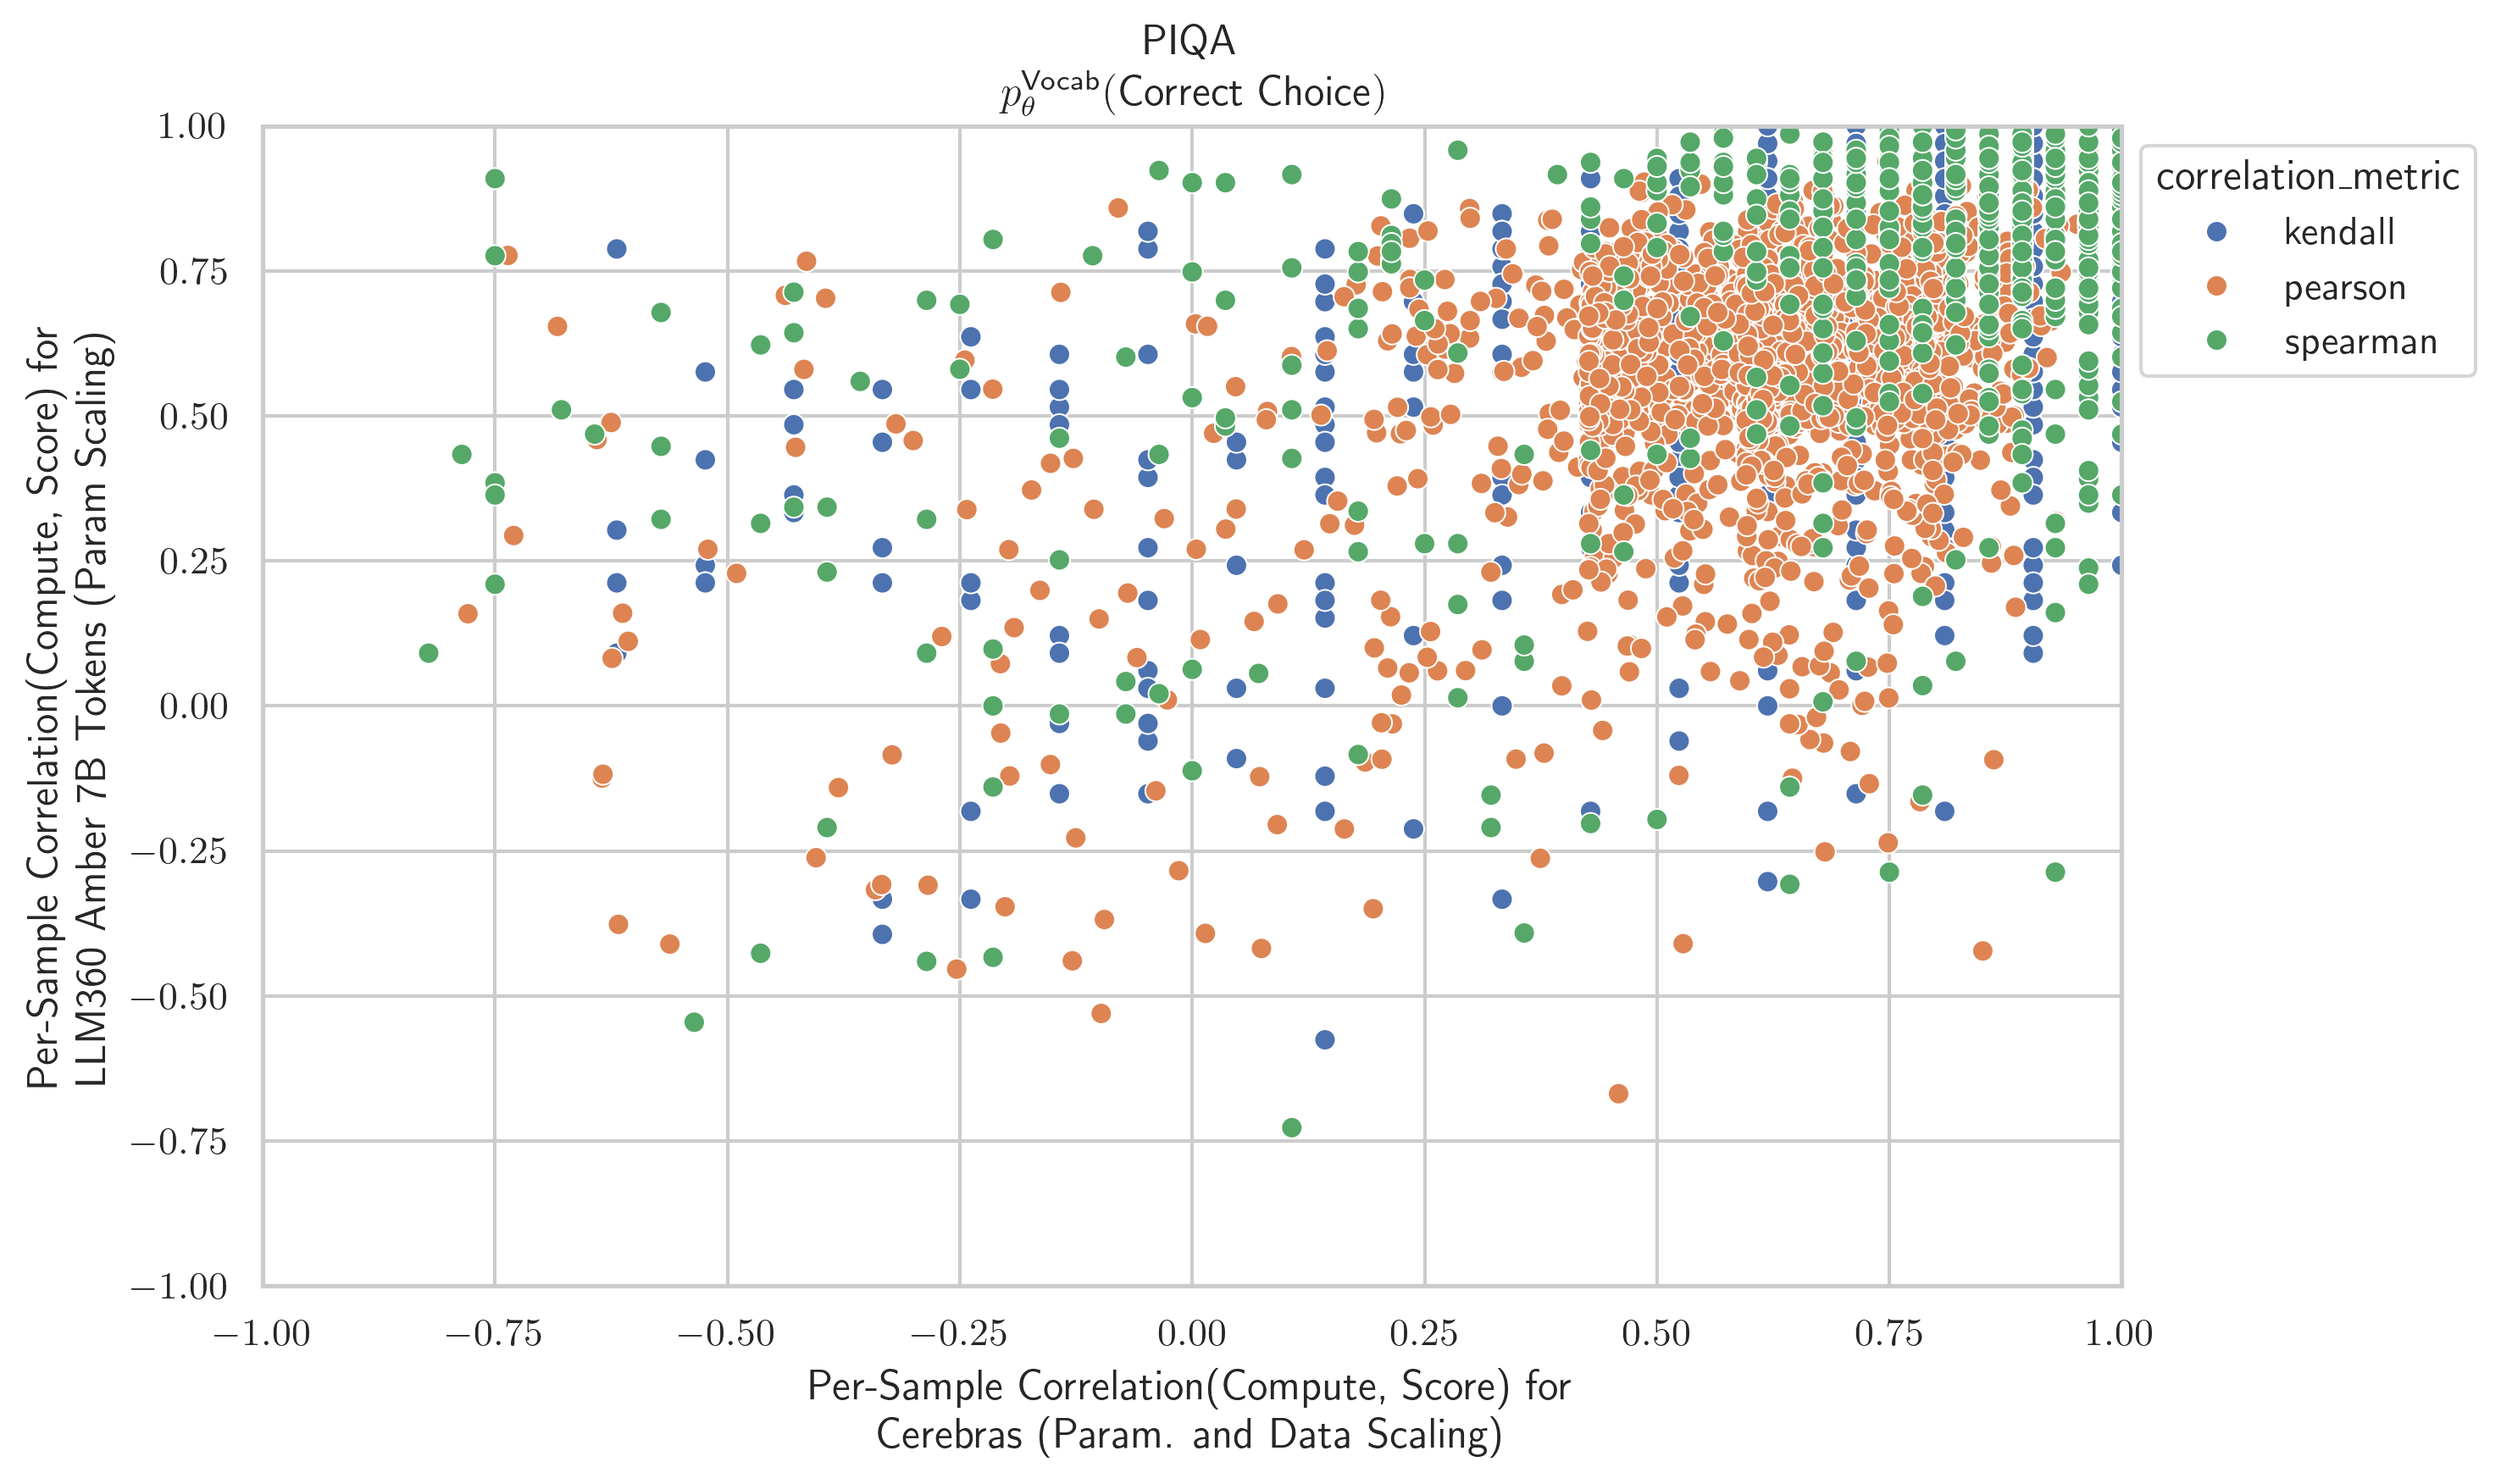 PIQA
p_θ^Vocab(Correct Choice)
Per-Sample Correlation(Compute, Score) for
LLM360 Amber 7B Tokens (Param Scaling)
1.00
0.75
0.50
0.25
0.00
−0.25
−0.50
−0.75
−1.00
−1.00 −0.75 −0.50 −0.25 0.00 0.25 0.50 0.75 1.00
Per-Sample Correlation(Compute, Score) for
Cerebras (Param. and Data Scaling)
correlation_metric
kendall
pearson
spearman